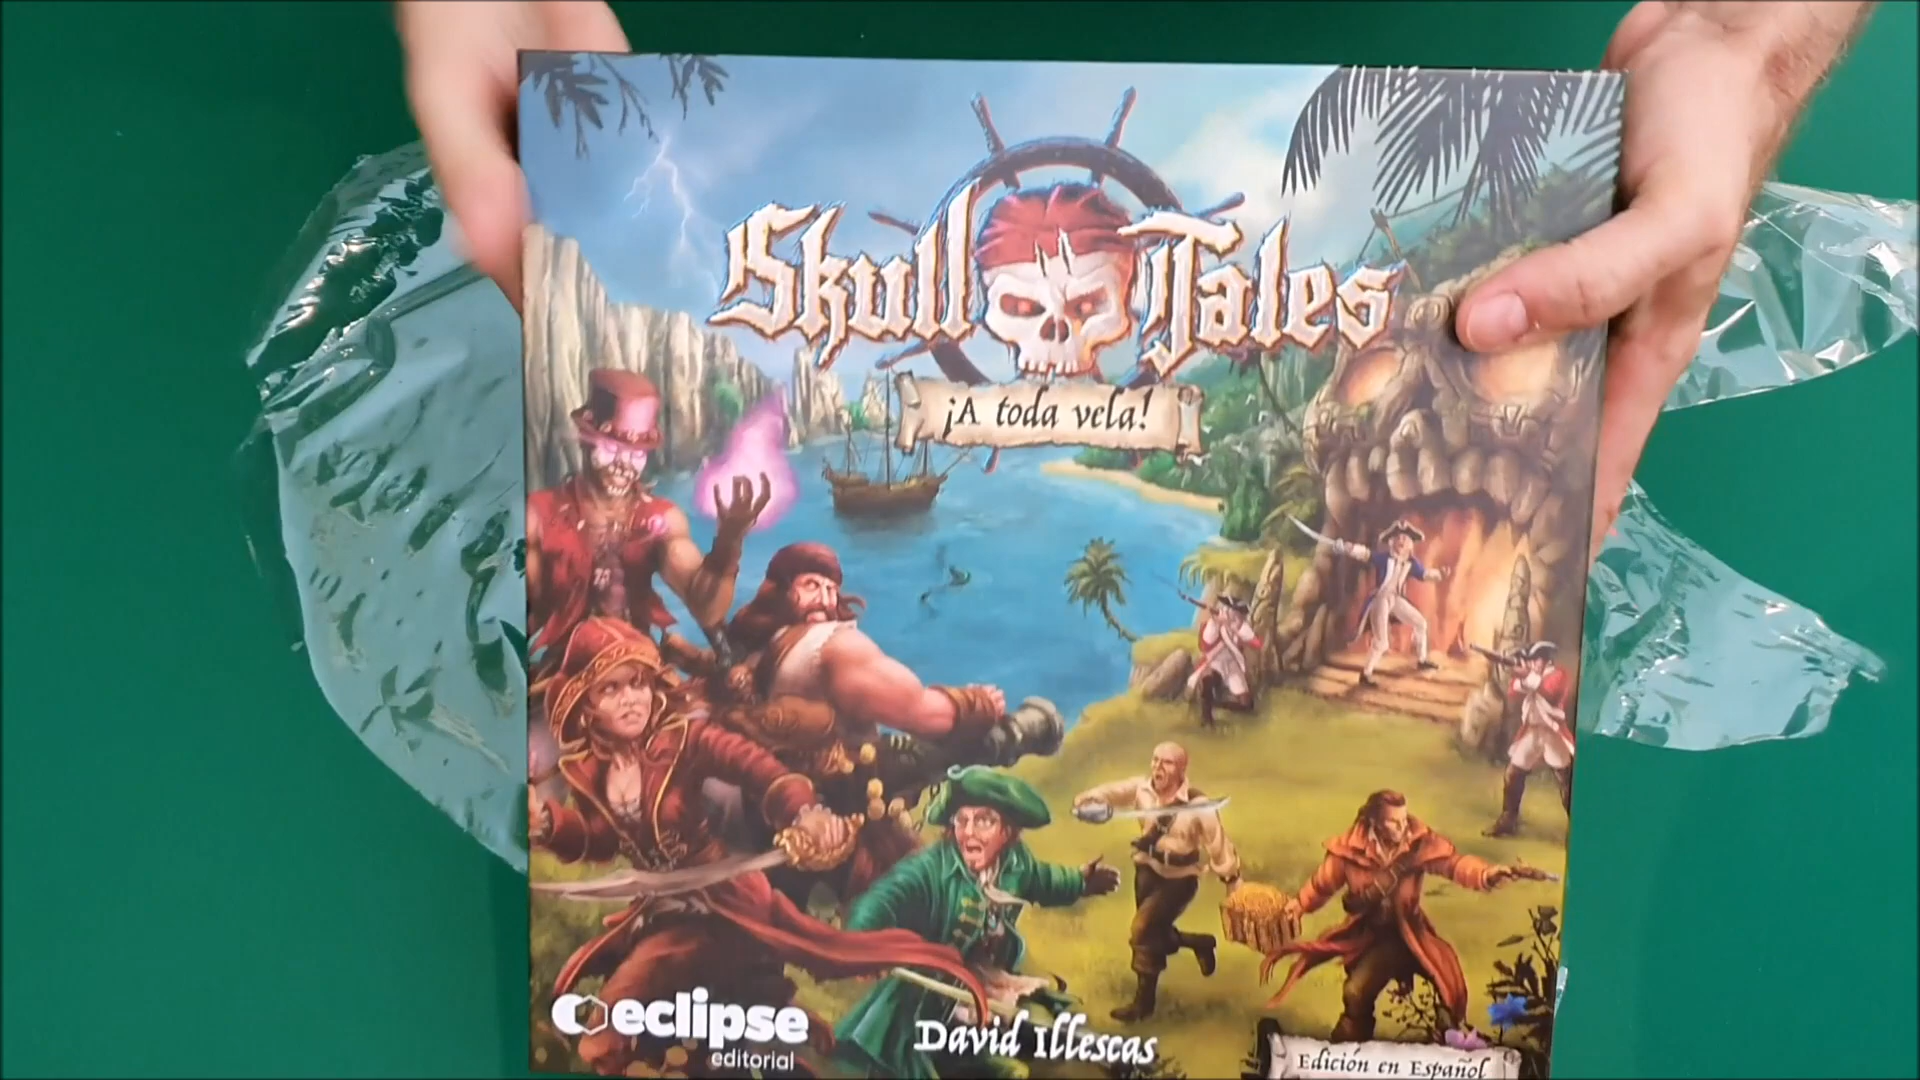 Skull Tales
¡A toda vela!
eclipse
editorial
David Illescas
Edición en Español